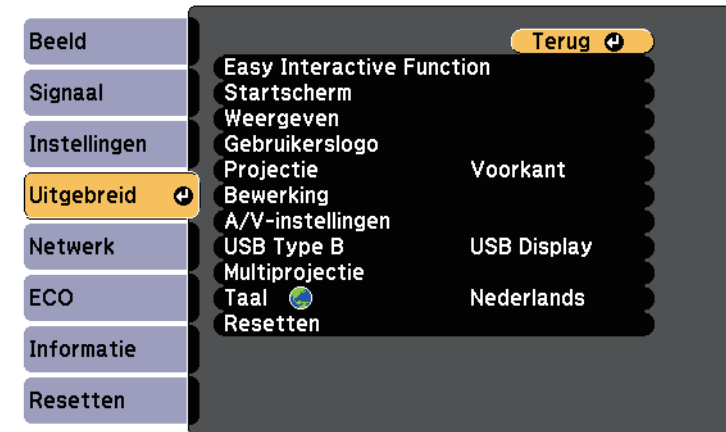 Beeld
Signaal
Instellingen
Uitgebreid
Netwerk
ECO
Informatie
Resetten
Terug
Easy Interactive Function
Startscherm
Weergeven
Gebruikerslogo
Projectie Voorkant
Bewerking
A/V-instellingen
USB Type B USB Display
Multiprojectie
Taal Nederlands
Resetten